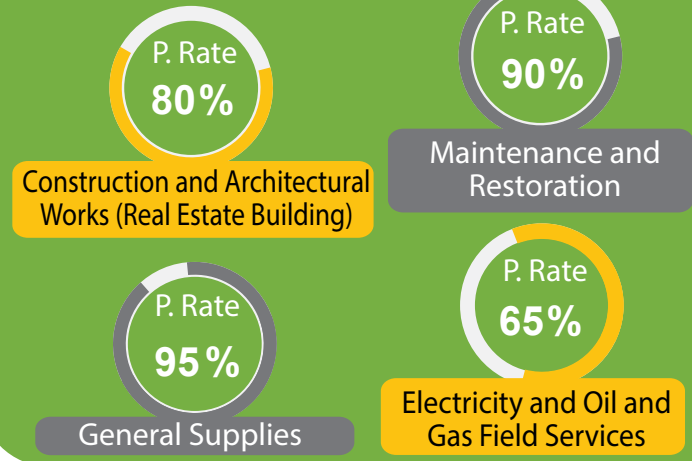 P. Rate
80%
Construction and Architectural
Works (Real Estate Building)
P. Rate
90%
Maintenance and
Restoration
P. Rate
95%
General Supplies
P. Rate
65%
Electricity and Oil and
Gas Field Services